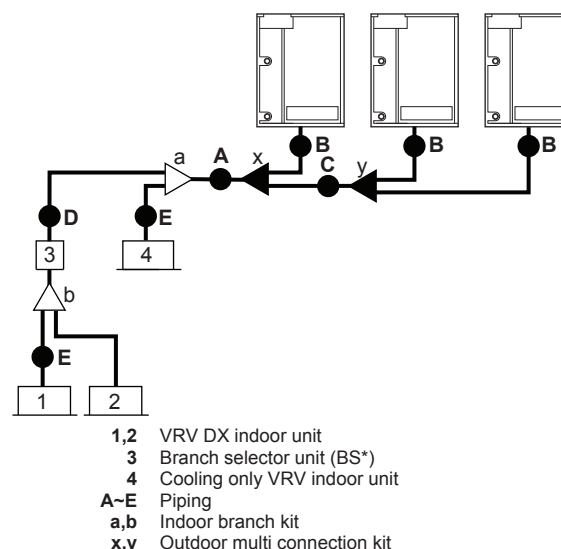 B B B
a A x C y
D E
3 4
b
E
1 2
1,2 VRV DX indoor unit
3 Branch selector unit (BS*)
4 Cooling only VRV indoor unit
A~E Piping
a,b Indoor branch kit
x,y Outdoor multi connection kit